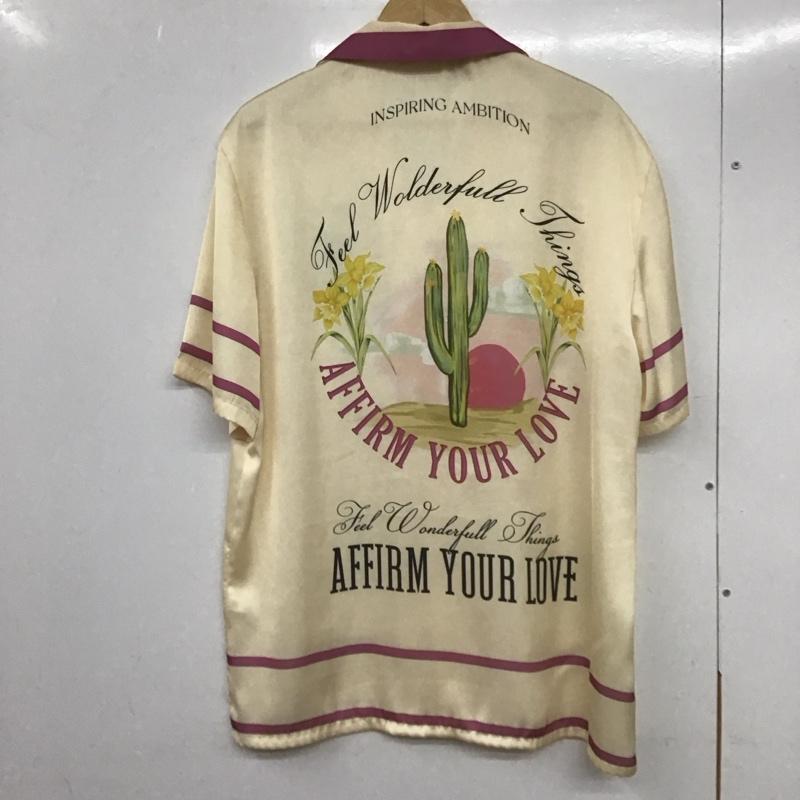 INSPIRING AMBITION
Feel Wolderfull Things
AFFIRM YOUR LOVE
Feel Wonderfull Things
AFFIRM YOUR LOVE